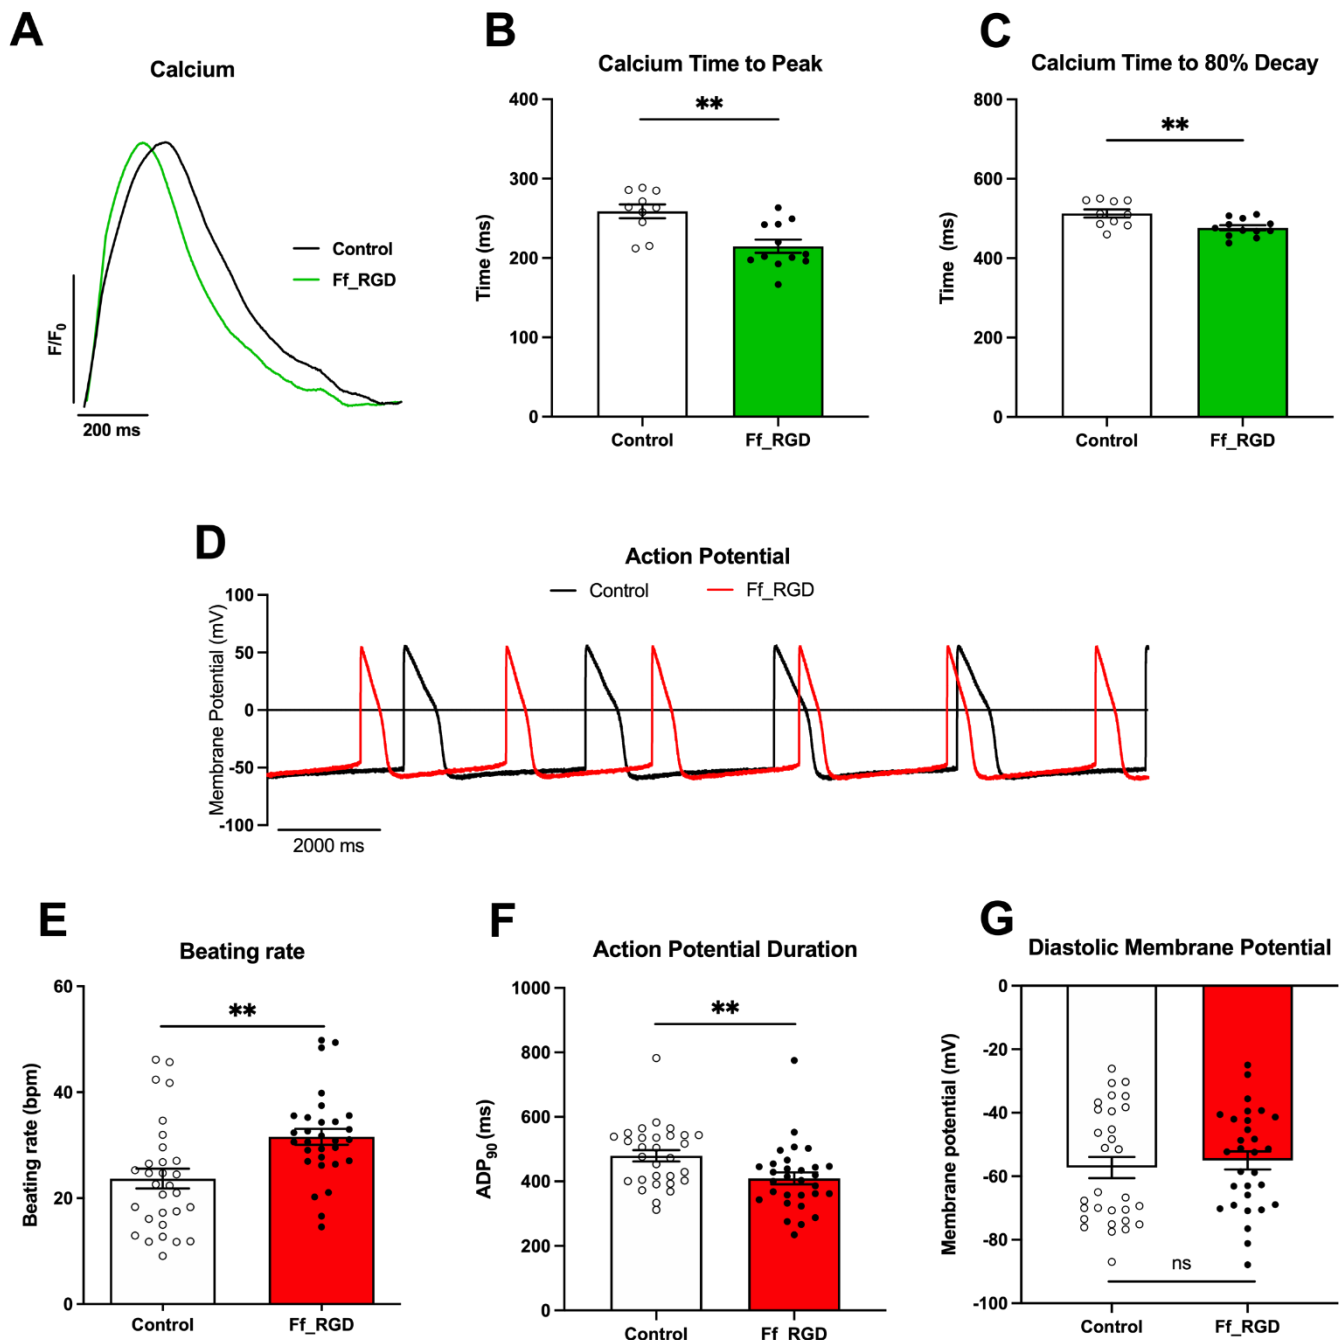 A
Calcium
Control
Ff_RGD
F/F0
200 ms
B
Calcium Time to Peak
**
400
300
200
100
0
Time (ms)
Control
Ff_RGD
C
Calcium Time to 80% Decay
**
800
600
400
200
0
Time (ms)
Control
Ff_RGD
D
Action Potential
Control
Ff_RGD
100
50
0
-50
-100
Membrane Potential (mV)
2000 ms
E
Beating rate
**
60
40
20
0
Beating rate (bpm)
Control
Ff_RGD
F
Action Potential Duration
**
1000
800
600
400
200
0
ADP90 (ms)
Control
Ff_RGD
G
Diastolic Membrane Potential
0
-20
-40
-60
-80
-100
Membrane potential (mV)
ns
Control
Ff_RGD